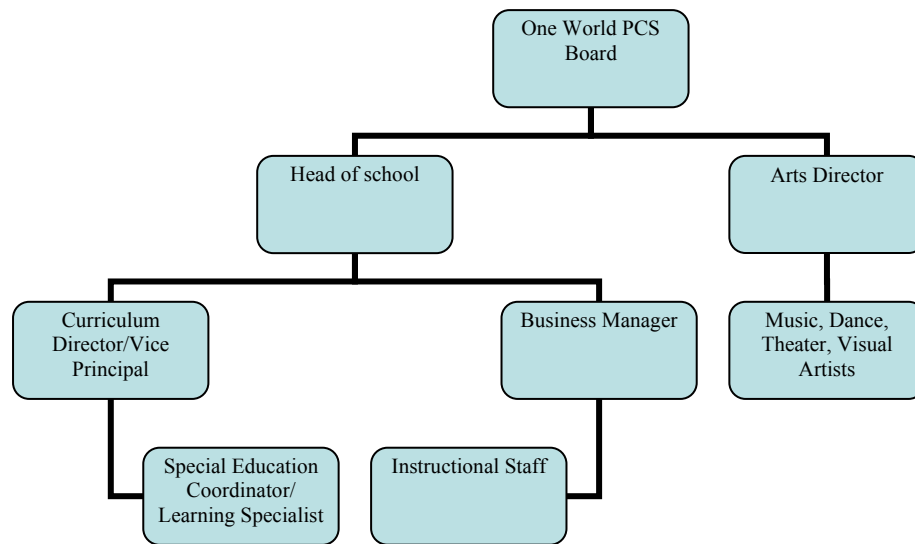 One World PCS
Board
Head of school
Arts Director
Curriculum
Director/Vice
Principal
Business Manager
Music, Dance,
Theater, Visual
Artists
Special Education
Coordinator/
Learning Specialist
Instructional Staff